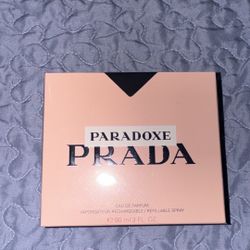 PARADOXE
PRADA
EAU DE PARFUM
VAPORISATEUR RECHARGEABLE / REFILLABLE SPRAY